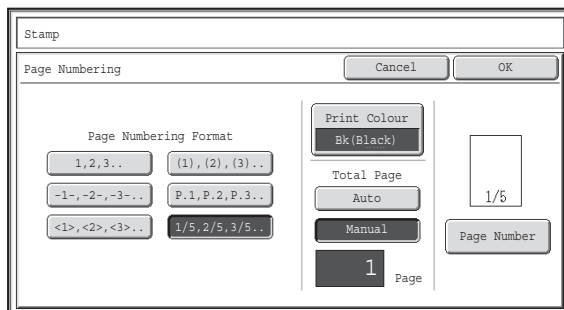 Stamp
Page Numbering
Cancel
OK
Page Numbering Format
1,2,3..
(1),(2),(3)..
-1-,-2-,-3-..
P.1,P.2,P.3..
<1>,<2>,<3>..
1/5,2/5,3/5..
Print Colour
Bk(Black)
Total Page
Auto
Manual
1
Page
1/5
Page Number